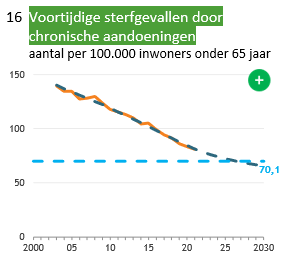 16 Voortijdige sterfgevallen door
chronische aandoeningen
aantal per 100.000 inwoners onder 65 jaar
150
+
100
50
70,1
0
2000 05 10 15 20 25 2030